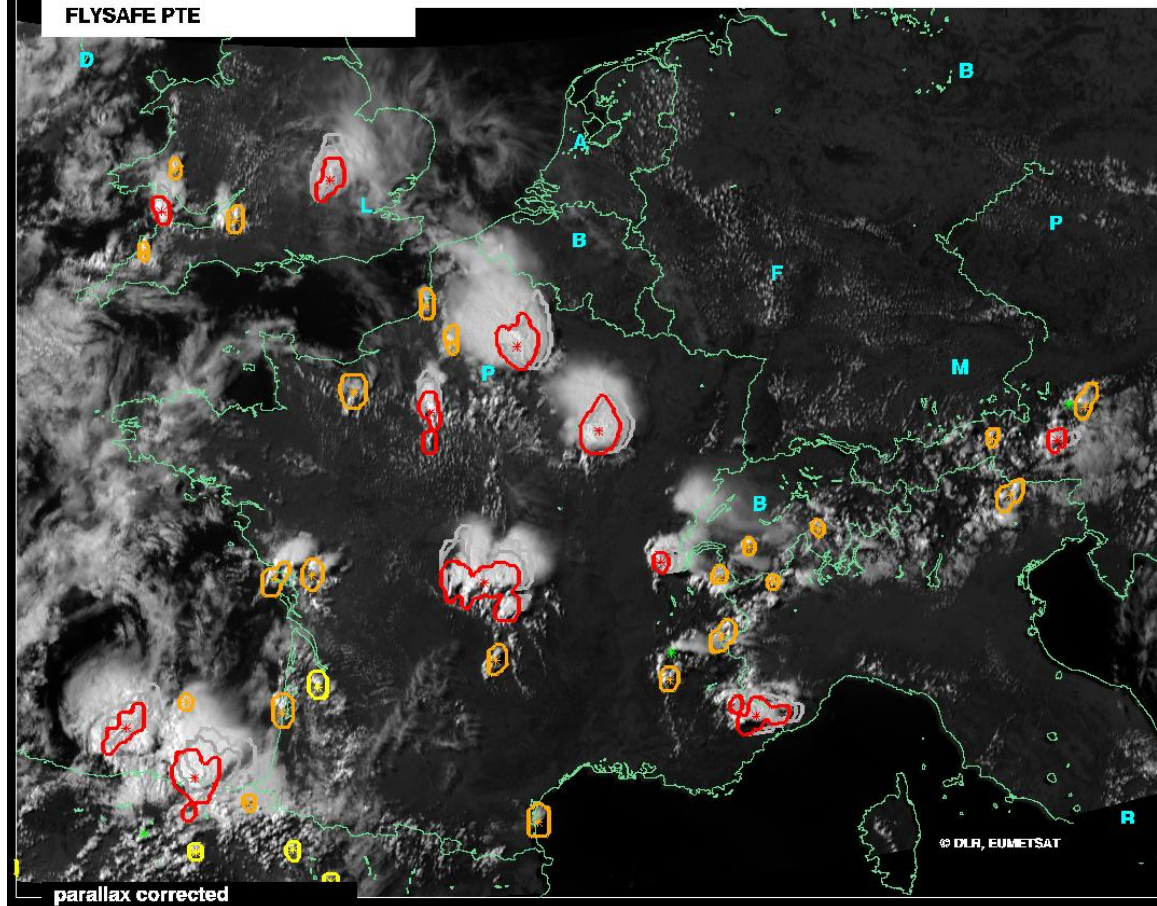 FLYSAFE PTE
D
B
A
L
B
P
F
P
M
B
R
© DLR, EUMETSAT
parallax corrected